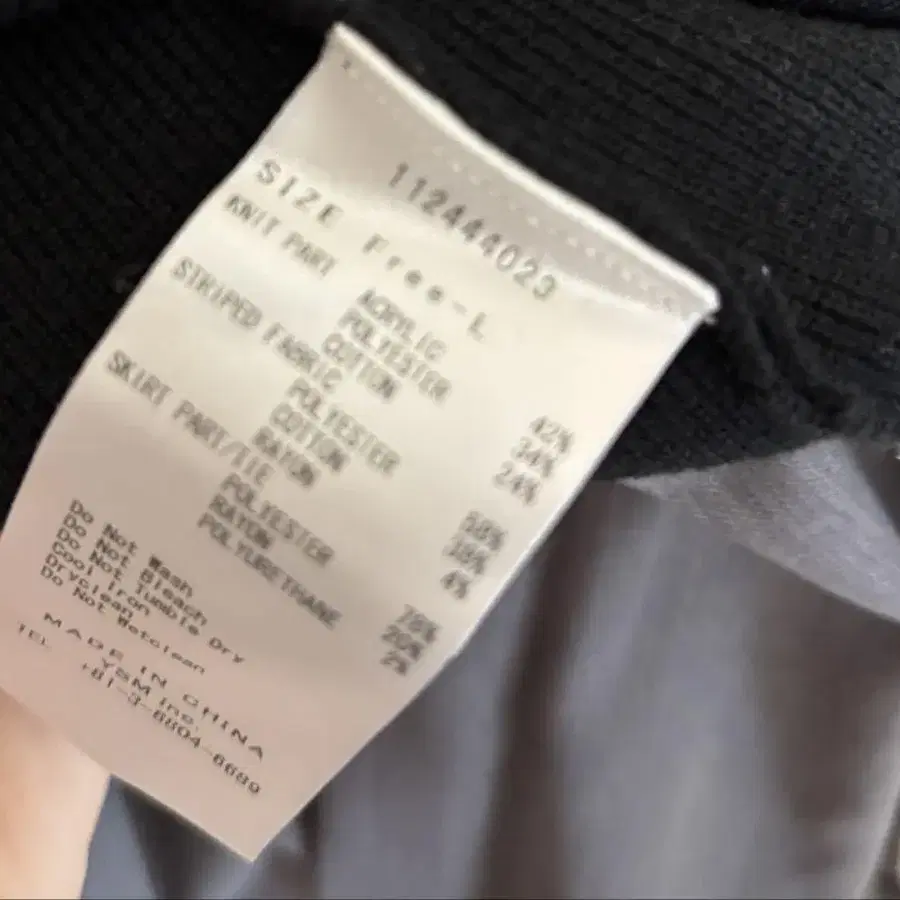 112444023
SIZE Free-L
KNIT PART
ACRYLIC 42%
POLYESTER 34%
COTTON 24%
STRIPED FABRIC
POLYESTER 58%
COTTON 38%
RAYON 4%
SKIRT PART/TIE
POLYESTER 78%
RAYON 20%
POLYURETHANE 2%
Do Not Wash
Do Not Bleach
Do Not Tumble Dry
Cool Iron
Dryclean
Do Not Wetclean
MADE IN CHINA
YSM Inc.
TEL +81-3-6804-6689